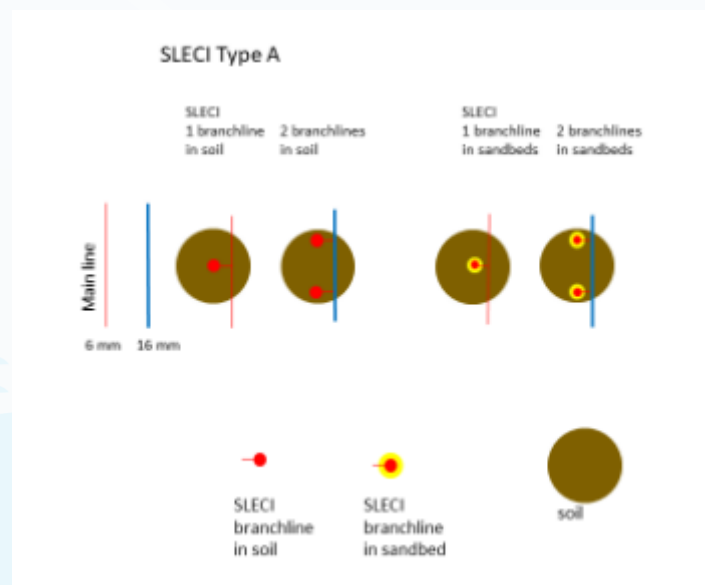 SLECI Type A
SLECI
1 branchline
in soil
2 branchlines
in soil
SLECI
1 branchline
in sandbeds
2 branchlines
in sandbeds
Main line
6 mm
16 mm
SLECI
branchline
in soil
SLECI
branchline
in sandbed
soil